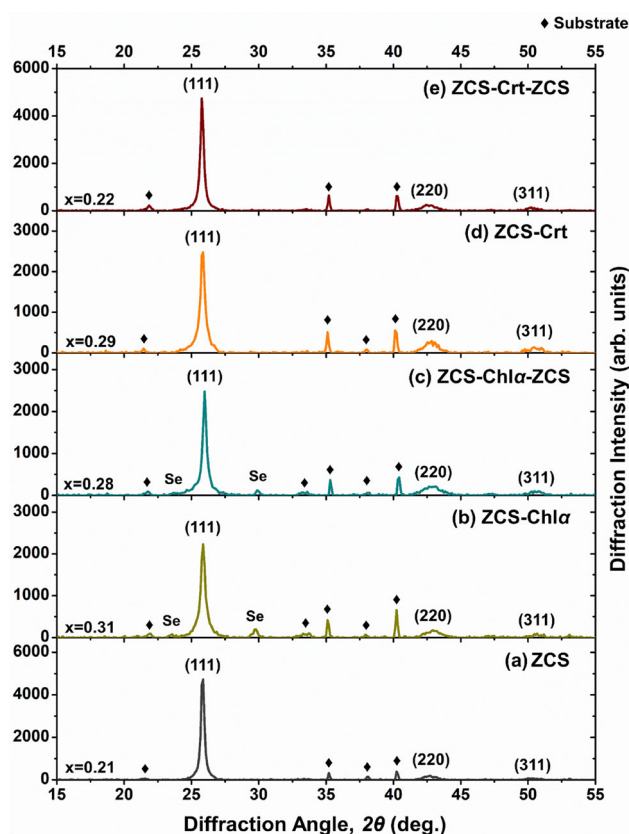 ♦ Substrate
15 20 25 30 35 40 45 50 55
6000
4000
2000
0
(111)
(e) ZCS-Crt-ZCS
x=0.22
♦
♦
♦
(220)
(311)
3000
2000
1000
0
(111)
(d) ZCS-Crt
x=0.29
♦
♦
♦
♦
(220)
(311)
3000
2000
1000
0
(111)
(c) ZCS-Chlα-ZCS
x=0.28
♦
Se
Se
♦
♦
♦
♦
(220)
(311)
3000
2000
1000
0
(111)
(b) ZCS-Chlα
x=0.31
♦
Se
Se
♦
♦
♦
♦
(220)
(311)
6000
4000
2000
0
(111)
(a) ZCS
x=0.21
♦
♦
♦
♦
(220)
(311)
15 20 25 30 35 40 45 50 55
Diffraction Angle, 2θ (deg.)
Diffraction Intensity (arb. units)